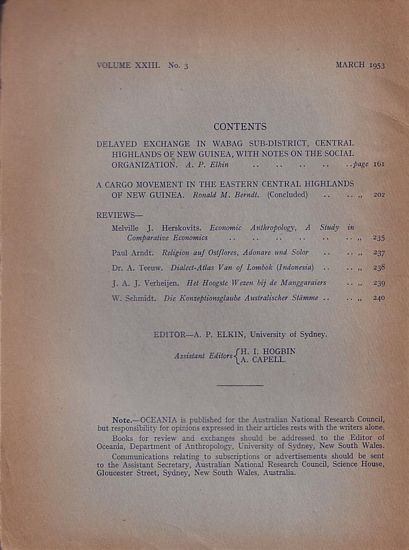 VOLUME XXIII. No. 3 MARCH 1953
CONTENTS
DELAYED EXCHANGE IN WABAG SUB-DISTRICT, CENTRAL
HIGHLANDS OF NEW GUINEA, WITH NOTES ON THE SOCIAL
ORGANIZATION. A. P. Elkin .. .. .. .. ..page 161
A CARGO MOVEMENT IN THE EASTERN CENTRAL HIGHLANDS
OF NEW GUINEA. Ronald M. Berndt. (Concluded) .. .. ,, 202
REVIEWS—
Melville J. Herskovits. Economic Anthropology, A Study in
Comparative Economics .. .. .. .. .. .. ,, 235
Paul Arndt. Religion auf Ostflores, Adonare und Solor .. .. ,, 237
Dr. A. Teeuw. Dialect-Atlas Van of Lombok (Indonesia) .. .. ,, 238
J. A. J. Verheijen. Het Hoogste Wezen bij de Manggaraiers .. ,, 239
W. Schmidt. Die Konzeptionsglaube Australischer Stämme .. .. ,, 240
EDITOR—A. P. ELKIN, University of Sydney.
Assistant Editors { H. I. HOGBIN
A. CAPELL.
Note.—OCEANIA is published for the Australian National Research Council,
but responsibility for opinions expressed in their articles rests with the writers alone.
Books for review and exchanges should be addressed to the Editor of
Oceania, Department of Anthropology, University of Sydney, New South Wales.
Communications relating to subscriptions or advertisements should be sent
to the Assistant Secretary, Australian National Research Council, Science House,
Gloucester Street, Sydney, New South Wales, Australia.